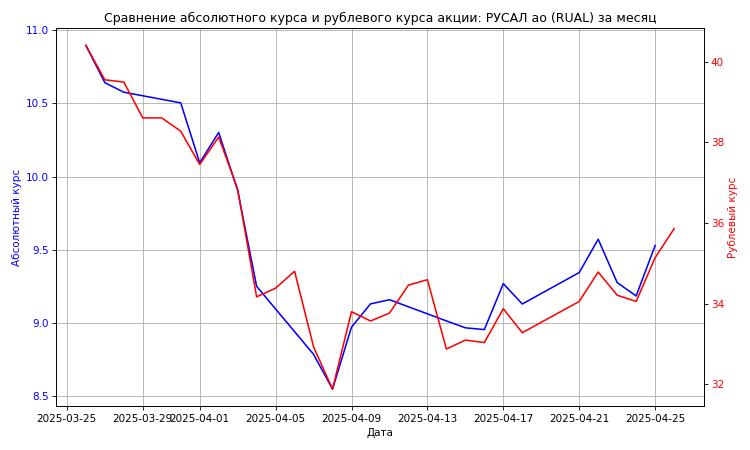 Сравнение абсолютного курса и рублевого курса акции: РУСАЛ ао (RUAL) за месяц
11.0
10.5
10.0
9.5
9.0
8.5
Абсолютный курс
40
38
36
34
32
Рублевый курс
2025-03-25 2025-03-29 2025-04-01 2025-04-05 2025-04-09 2025-04-13 2025-04-17 2025-04-21 2025-04-25
Дата